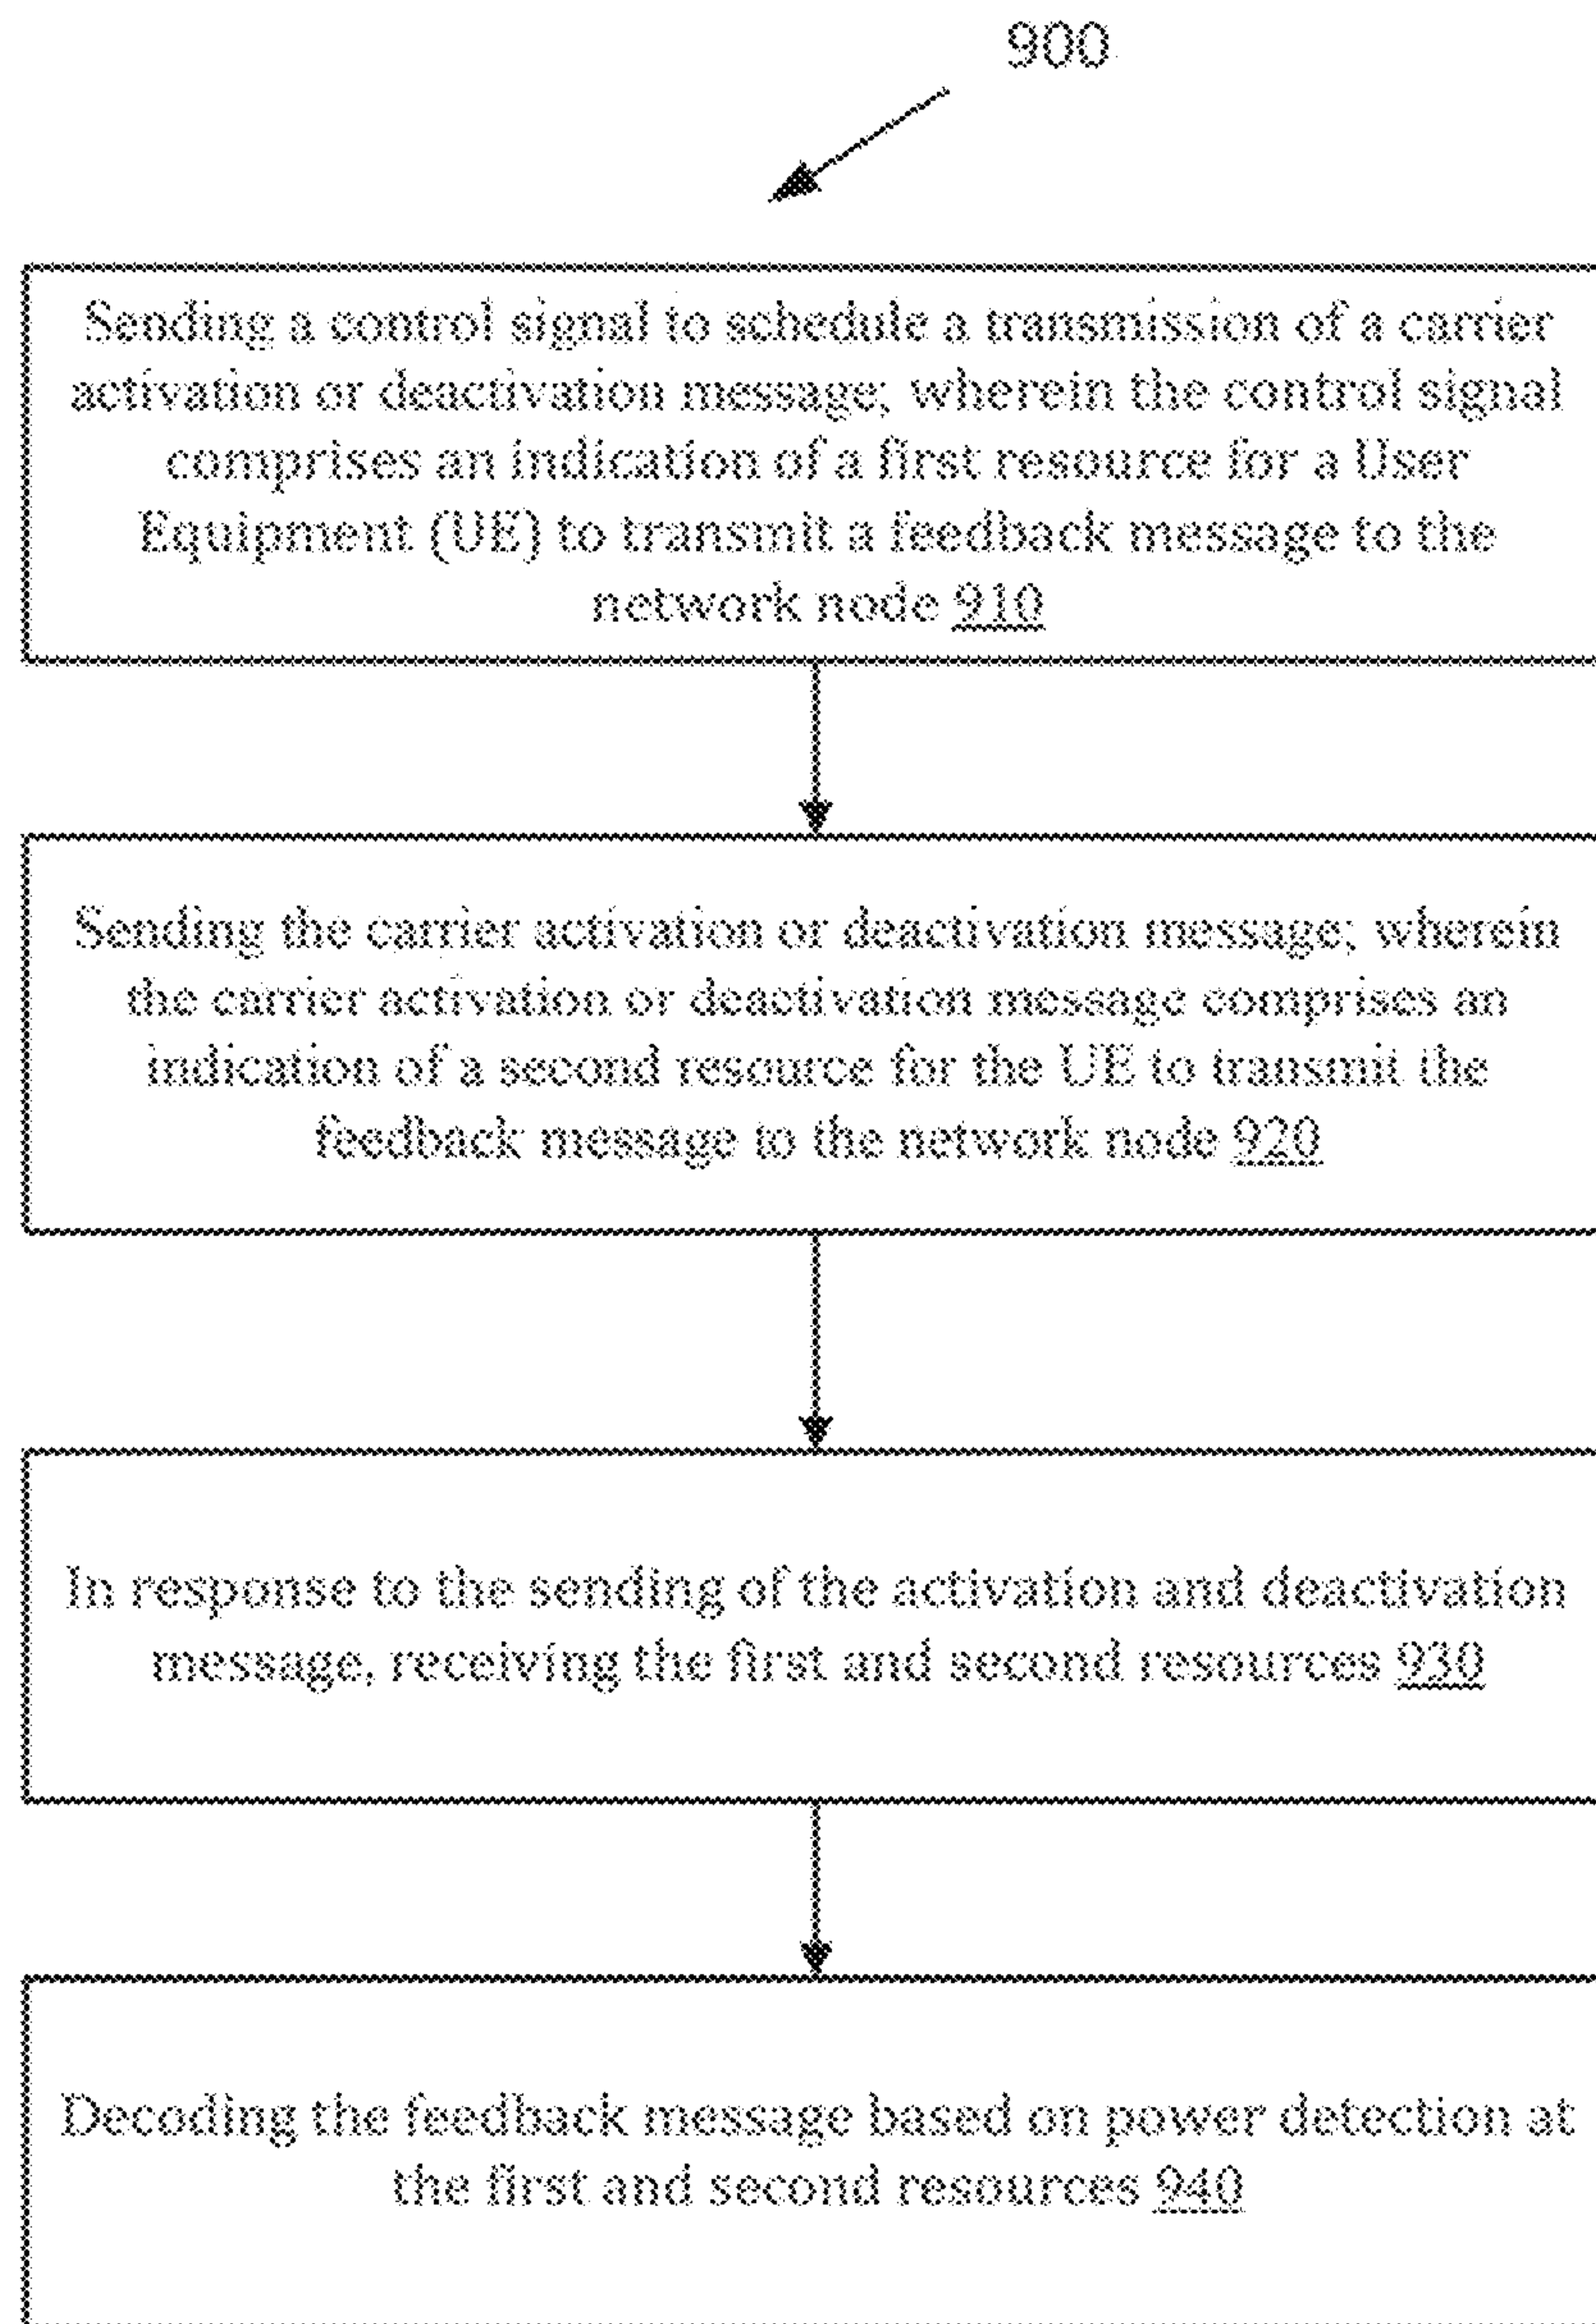 900
Sending a control signal to schedule a transmission of a carrier
activation or deactivation message; wherein the control signal
comprises an indication of a first resource for a User
Equipment (UE) to transmit a feedback message to the
network node 910
Sending the carrier activation or deactivation message; wherein
the carrier activation or deactivation message comprises an
indication of a second resource for the UE to transmit the
feedback message to the network node 920
In response to the sending of the activation and deactivation
message, receiving the first and second resources 930
Decoding the feedback message based on power detection at
the first and second resources 940